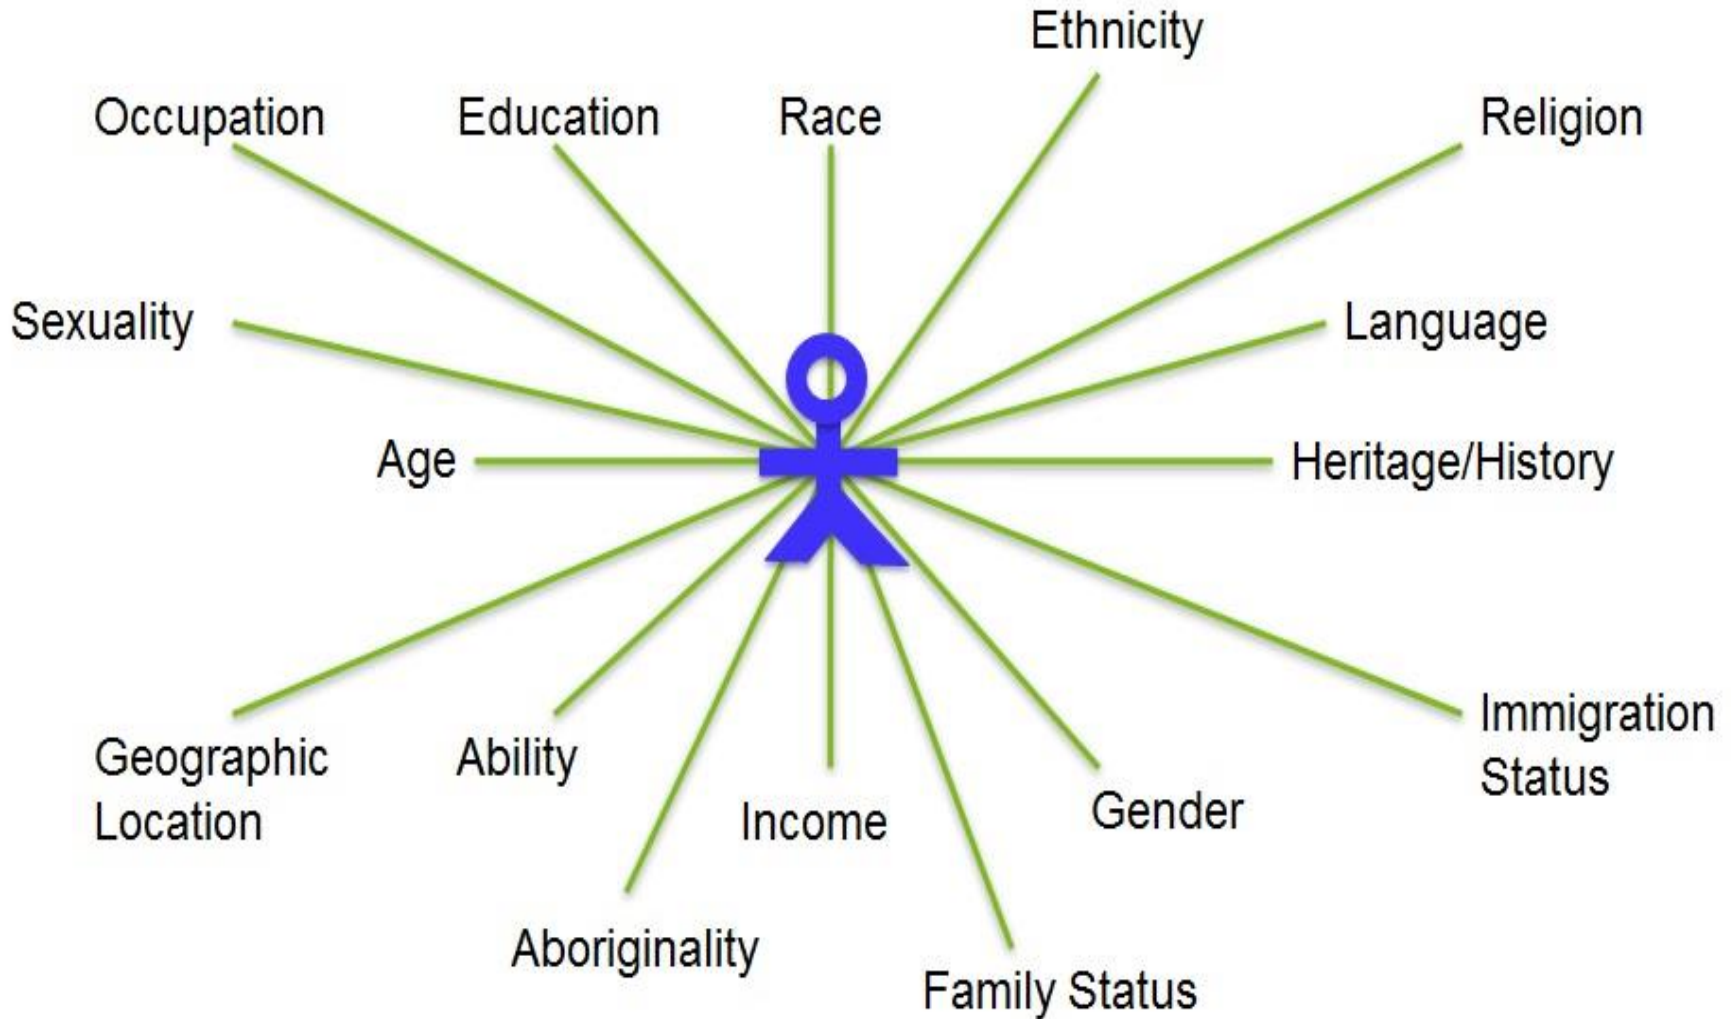 Ethnicity
Occupation
Education
Race
Religion
Sexuality
Language
Age
Heritage/History
Geographic
Location
Ability
Income
Gender
Immigration
Status
Aboriginality
Family Status